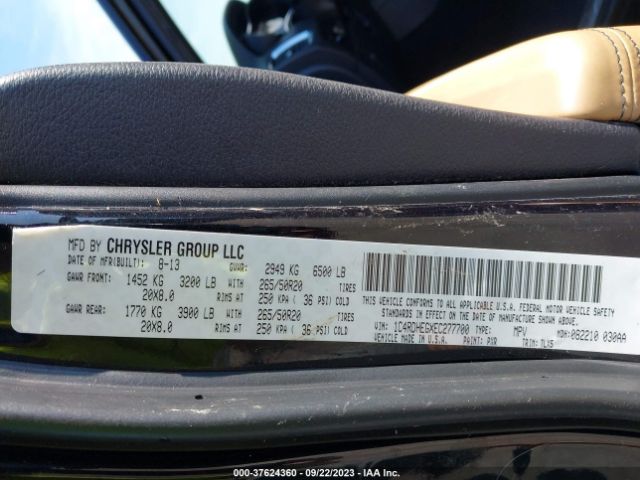 MFD BY CHRYSLER GROUP LLC
DATE OF MFR(BUILT): 8-13 GVWR: 2949 KG 6500 LB
GAWR FRONT: 1452 KG 3200 LB WITH 265/50R20
20X8.0 RIMS AT 250 KPA ( 36 PSI) COLD
GAWR REAR: 1770 KG 3900 LB WITH 265/50R20
20X8.0 RIMS AT 250 KPA ( 36 PSI) COLD
THIS VEHICLE CONFORMS TO ALL APPLICABLE U.S.A. FEDERAL MOTOR VEHICLE SAFETY
STANDARDS IN EFFECT ON THE DATE OF MANUFACTURE SHOWN ABOVE.
VIN: 1C4RDHEGXEC277700 TYPE: MPV MDH: 082210 030AA
VEHICLE MADE IN U.S.A. PAINT: PXR TRIM: TLX5
000-37624360 - 09/22/2023 - IAA Inc.